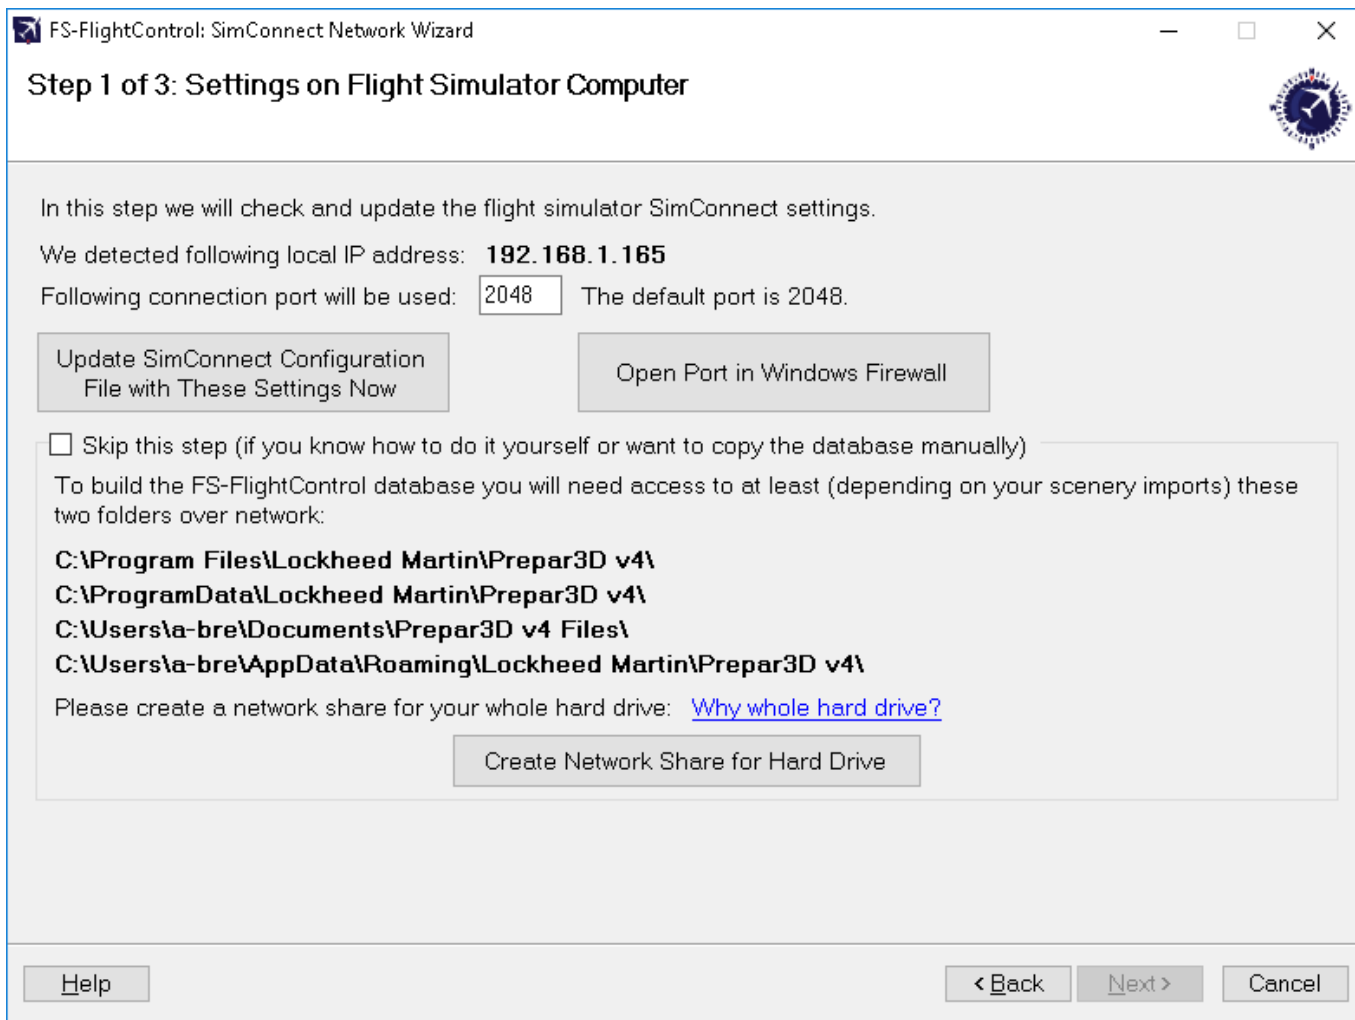 FS-FlightControl: SimConnect Network Wizard
Step 1 of 3: Settings on Flight Simulator Computer
In this step we will check and update the flight simulator SimConnect settings.
We detected following local IP address: 192.168.1.165
Following connection port will be used: 2048 The default port is 2048.
Update SimConnect Configuration
File with These Settings Now
Open Port in Windows Firewall
Skip this step (if you know how to do it yourself or want to copy the database manually)
To build the FS-FlightControl database you will need access to at least (depending on your scenery imports) these
two folders over network:
C:\Program Files\Lockheed Martin\Prepar3D v4\
C:\ProgramData\Lockheed Martin\Prepar3D v4\
C:\Users\a-bre\Documents\Prepar3D v4 Files\
C:\Users\a-bre\AppData\Roaming\Lockheed Martin\Prepar3D v4\
Please create a network share for your whole hard drive: Why whole hard drive?
Create Network Share for Hard Drive
Help
< Back
Next >
Cancel